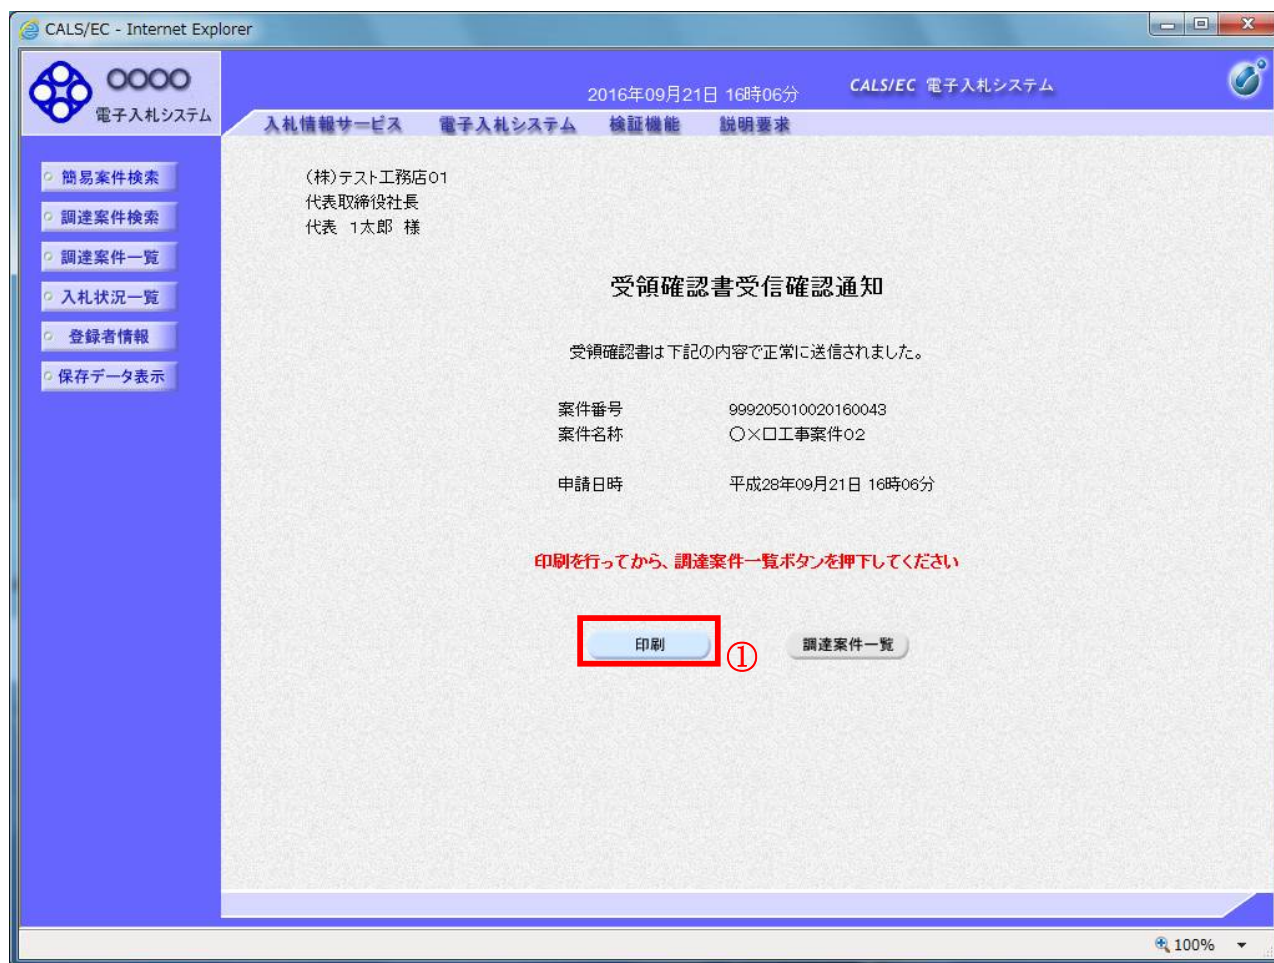 CALS/EC - Internet Explorer
〇〇〇〇
電子入札システム
2016年09月21日 16時06分
CALS/EC 電子入札システム
入札情報サービス 電子入札システム 検証機能 説明要求
簡易案件検索
調達案件検索
調達案件一覧
入札状況一覧
登録者情報
保存データ表示
(株)テスト工務店01
代表取締役社長
代表 1太郎 様
受領確認書受信確認通知
受領確認書は下記の内容で正常に送信されました。
案件番号 999205010020160043
案件名称 〇×口工事案件02
申請日時 平成28年09月21日 16時06分
印刷を行ってから、調達案件一覧ボタンを押下してください
印刷 ① 調達案件一覧
100%